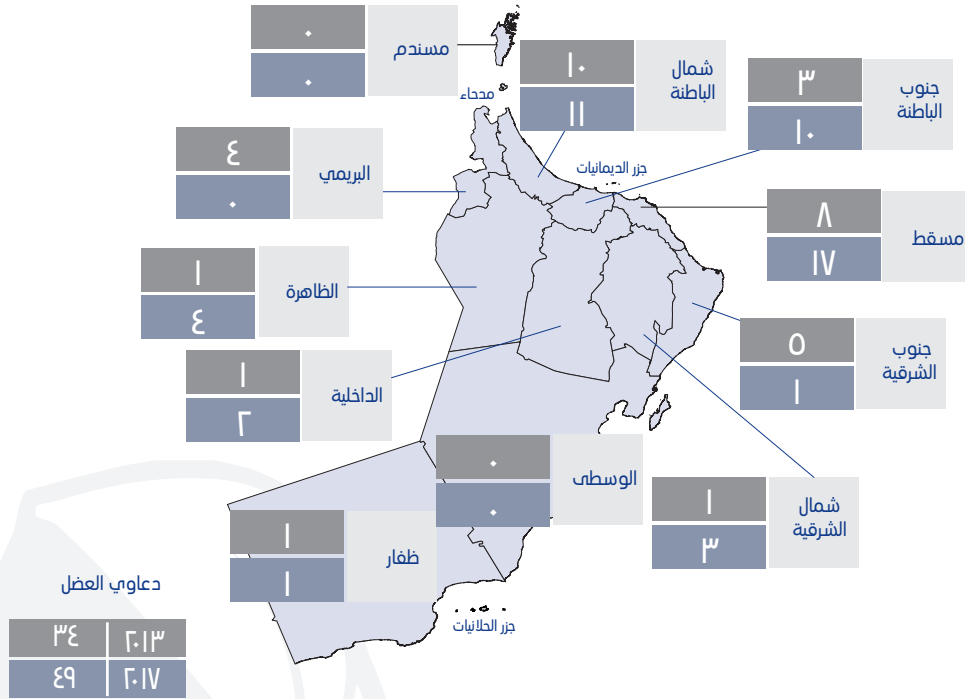 مسندم
٠
٠
شمال
الباطنة
١٠
١١
جنوب
الباطنة
٣
١٠
مدحاء
البريمي
٤
٠
جزر الديمانيات
مسقط
٨
١٧
الظاهرة
١
٤
جنوب
الشرقية
٥
١
الداخلية
١
٢
الوسطى
٠
٠
شمال
الشرقية
١
٣
ظفار
١
١
جزر الحلانيات
دعاوي العضل
٢٠١٣ ٣٤
٢٠١٧ ٤٩